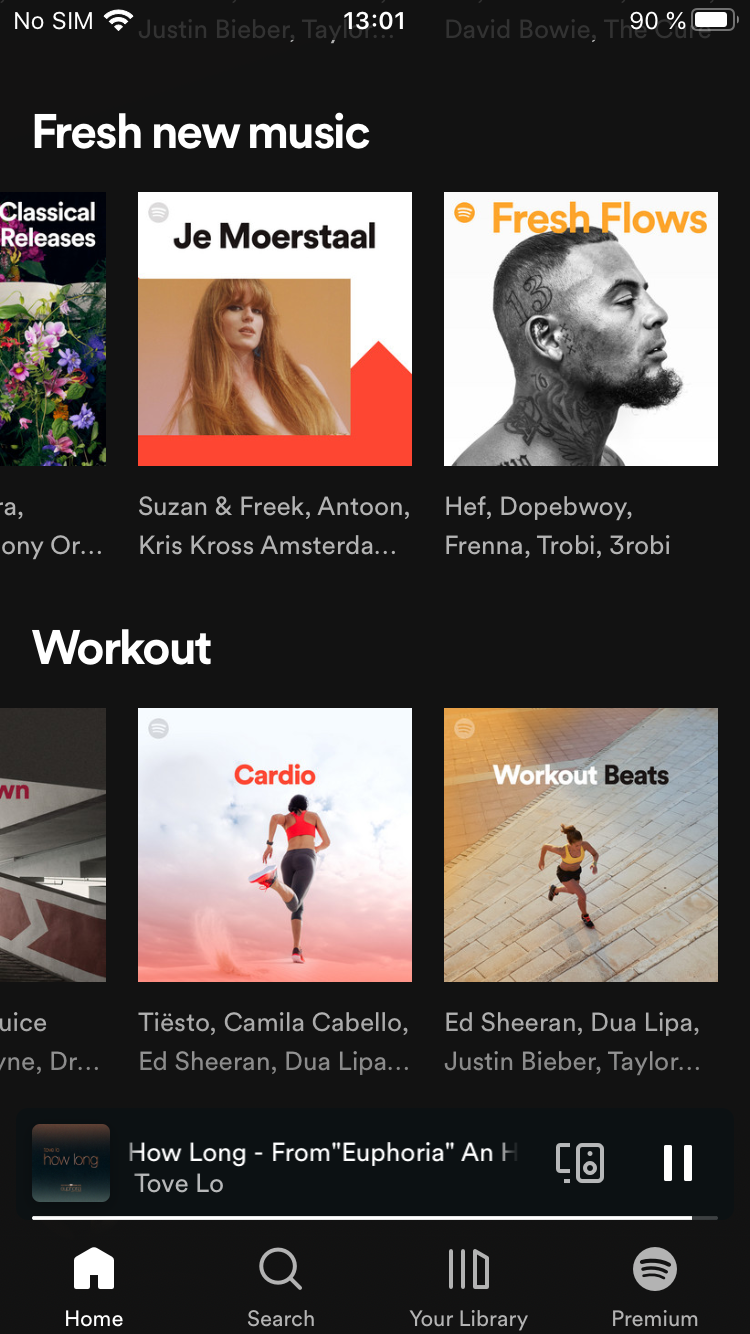 No SIM 13:01 90 %
Justin Bieber, Taylor...
David Bowie, The Cure
Fresh new music
Classical
Releases
Je Moerstaal
Fresh Flows
13
ra,
ony Or...
Suzan & Freek, Antoon,
Kris Kross Amsterda...
Hef, Dopebwoy,
Frenna, Trobi, 3robi
Workout
wn
Cardio
Workout Beats
uice
yne, Dr...
Tiësto, Camila Cabello,
Ed Sheeran, Dua Lipa...
Ed Sheeran, Dua Lipa,
Justin Bieber, Taylor...
how long
How Long - From"Euphoria" An H
Tove Lo
Home
Search
Your Library
Premium